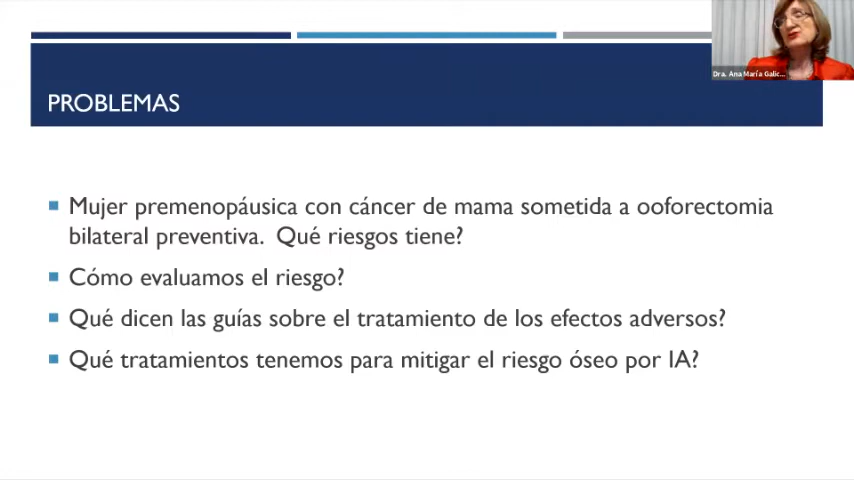 PROBLEMAS
Mujer premenopáusica con cáncer de mama sometida a ooforectomia
bilateral preventiva. Qué riesgos tiene?
Cómo evaluamos el riesgo?
Qué dicen las guías sobre el tratamiento de los efectos adversos?
Qué tratamientos tenemos para mitigar el riesgo óseo por IA?
Dra. Ana María Galic...